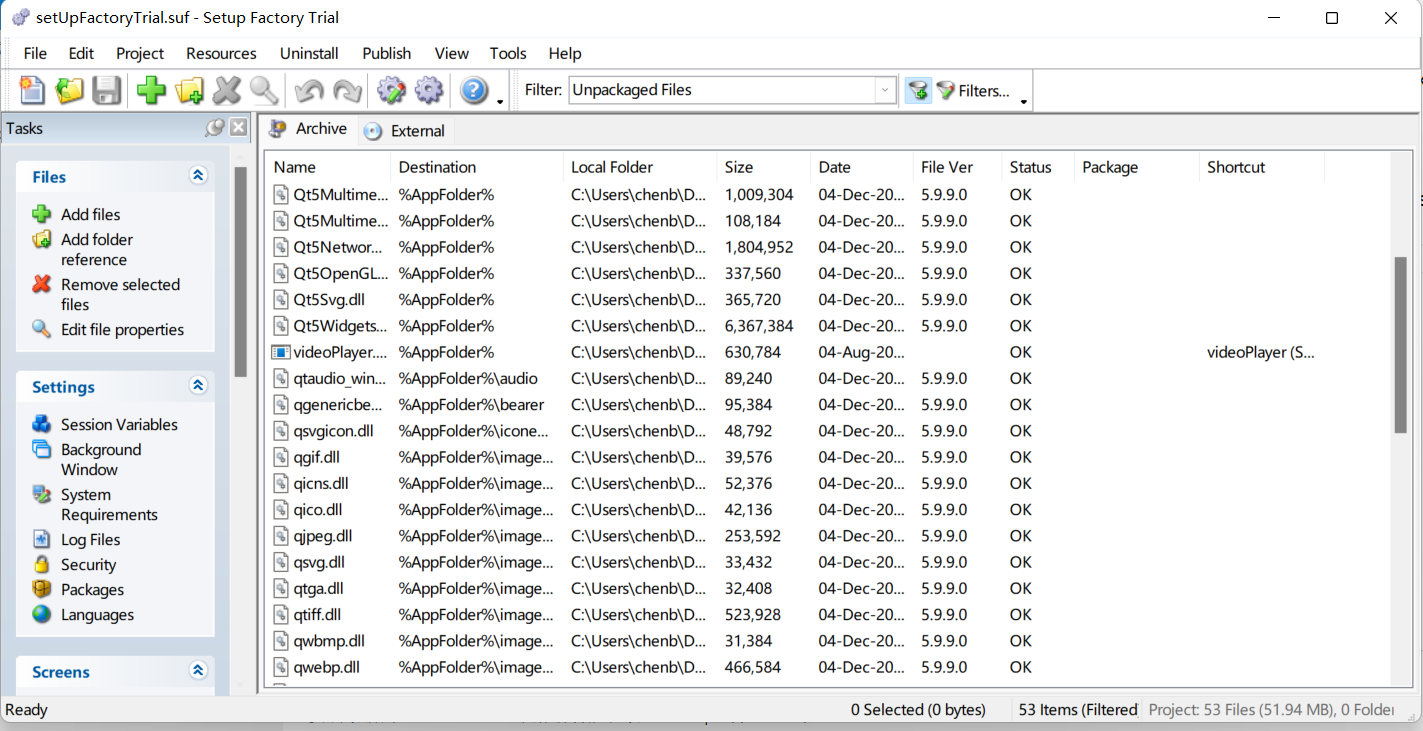 setUpFactoryTrial.suf - Setup Factory Trial
File Edit Project Resources Uninstall Publish View Tools Help
Filter: Unpackaged Files Filters...
Tasks
Files
Add files
Add folder
reference
Remove selected
files
Edit file properties
Settings
Session Variables
Background
Window
System
Requirements
Log Files
Security
Packages
Languages
Screens
Archive External
Name Destination Local Folder Size Date File Ver Status Package Shortcut
Qt5Multime... %AppFolder% C:\Users\chenb\D... 1,009,304 04-Dec-20... 5.9.9.0 OK
Qt5Multime... %AppFolder% C:\Users\chenb\D... 108,184 04-Dec-20... 5.9.9.0 OK
Qt5Networ... %AppFolder% C:\Users\chenb\D... 1,804,952 04-Dec-20... 5.9.9.0 OK
Qt5OpenGL... %AppFolder% C:\Users\chenb\D... 337,560 04-Dec-20... 5.9.9.0 OK
Qt5Svg.dll %AppFolder% C:\Users\chenb\D... 365,720 04-Dec-20... 5.9.9.0 OK
Qt5Widgets... %AppFolder% C:\Users\chenb\D... 6,367,384 04-Dec-20... 5.9.9.0 OK
videoPlayer.... %AppFolder% C:\Users\chenb\D... 630,784 04-Aug-20... OK videoPlayer (S...
qtaudio_win... %AppFolder%\audio C:\Users\chenb\D... 89,240 04-Dec-20... 5.9.9.0 OK
qgenericbe... %AppFolder%\bearer C:\Users\chenb\D... 95,384 04-Dec-20... 5.9.9.0 OK
qsvgicon.dll %AppFolder%\icone... C:\Users\chenb\D... 48,792 04-Dec-20... 5.9.9.0 OK
qgif.dll %AppFolder%\image... C:\Users\chenb\D... 39,576 04-Dec-20... 5.9.9.0 OK
qicns.dll %AppFolder%\image... C:\Users\chenb\D... 52,376 04-Dec-20... 5.9.9.0 OK
qico.dll %AppFolder%\image... C:\Users\chenb\D... 42,136 04-Dec-20... 5.9.9.0 OK
qjpeg.dll %AppFolder%\image... C:\Users\chenb\D... 253,592 04-Dec-20... 5.9.9.0 OK
qsvg.dll %AppFolder%\image... C:\Users\chenb\D... 33,432 04-Dec-20... 5.9.9.0 OK
qtga.dll %AppFolder%\image... C:\Users\chenb\D... 32,408 04-Dec-20... 5.9.9.0 OK
qtiff.dll %AppFolder%\image... C:\Users\chenb\D... 523,928 04-Dec-20... 5.9.9.0 OK
qwbmp.dll %AppFolder%\image... C:\Users\chenb\D... 31,384 04-Dec-20... 5.9.9.0 OK
qwebp.dll %AppFolder%\image... C:\Users\chenb\D... 466,584 04-Dec-20... 5.9.9.0 OK
Ready 0 Selected (0 bytes) 53 Items (Filtered) Project: 53 Files (51.94 MB), 0 Folder